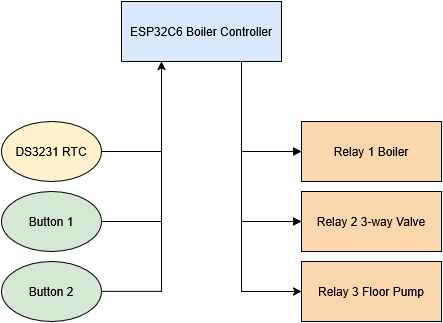 ESP32C6 Boiler Controller
DS3231 RTC
Relay 1 Boiler
Button 1
Relay 2 3-way Valve
Button 2
Relay 3 Floor Pump